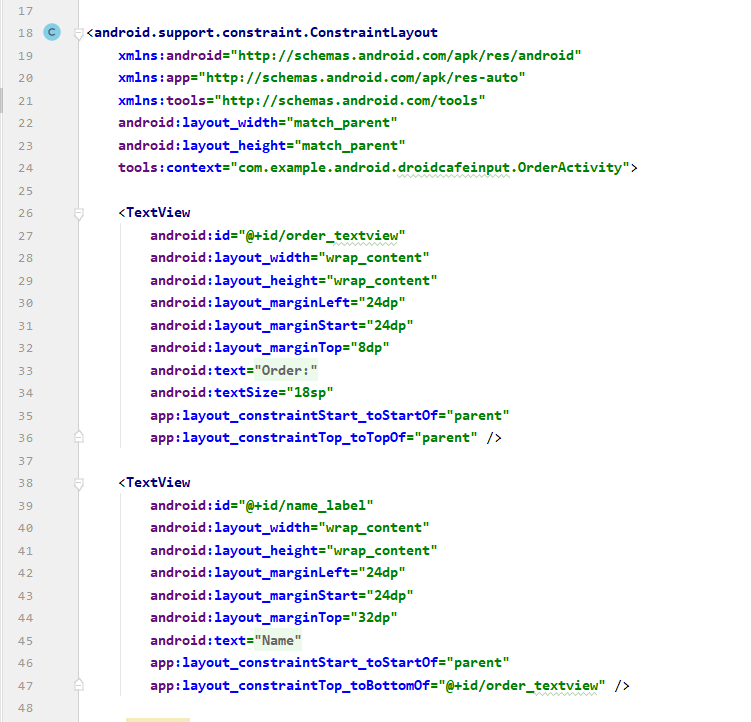 17
18 C <android.support.constraint.ConstraintLayout
19 xmlns:android="http://schemas.android.com/apk/res/android"
20 xmlns:app="http://schemas.android.com/apk/res-auto"
21 xmlns:tools="http://schemas.android.com/tools"
22 android:layout_width="match_parent"
23 android:layout_height="match_parent"
24 tools:context="com.example.android.droidcafeinput.OrderActivity">
25
26 <TextView
27 android:id="@+id/order_textview"
28 android:layout_width="wrap_content"
29 android:layout_height="wrap_content"
30 android:layout_marginLeft="24dp"
31 android:layout_marginStart="24dp"
32 android:layout_marginTop="8dp"
33 android:text="Order:"
34 android:textSize="18sp"
35 app:layout_constraintStart_toStartOf="parent"
36 app:layout_constraintTop_toTopOf="parent" />
37
38 <TextView
39 android:id="@+id/name_label"
40 android:layout_width="wrap_content"
41 android:layout_height="wrap_content"
42 android:layout_marginLeft="24dp"
43 android:layout_marginStart="24dp"
44 android:layout_marginTop="32dp"
45 android:text="Name"
46 app:layout_constraintStart_toStartOf="parent"
47 app:layout_constraintTop_toBottomOf="@+id/order_textview" />
48